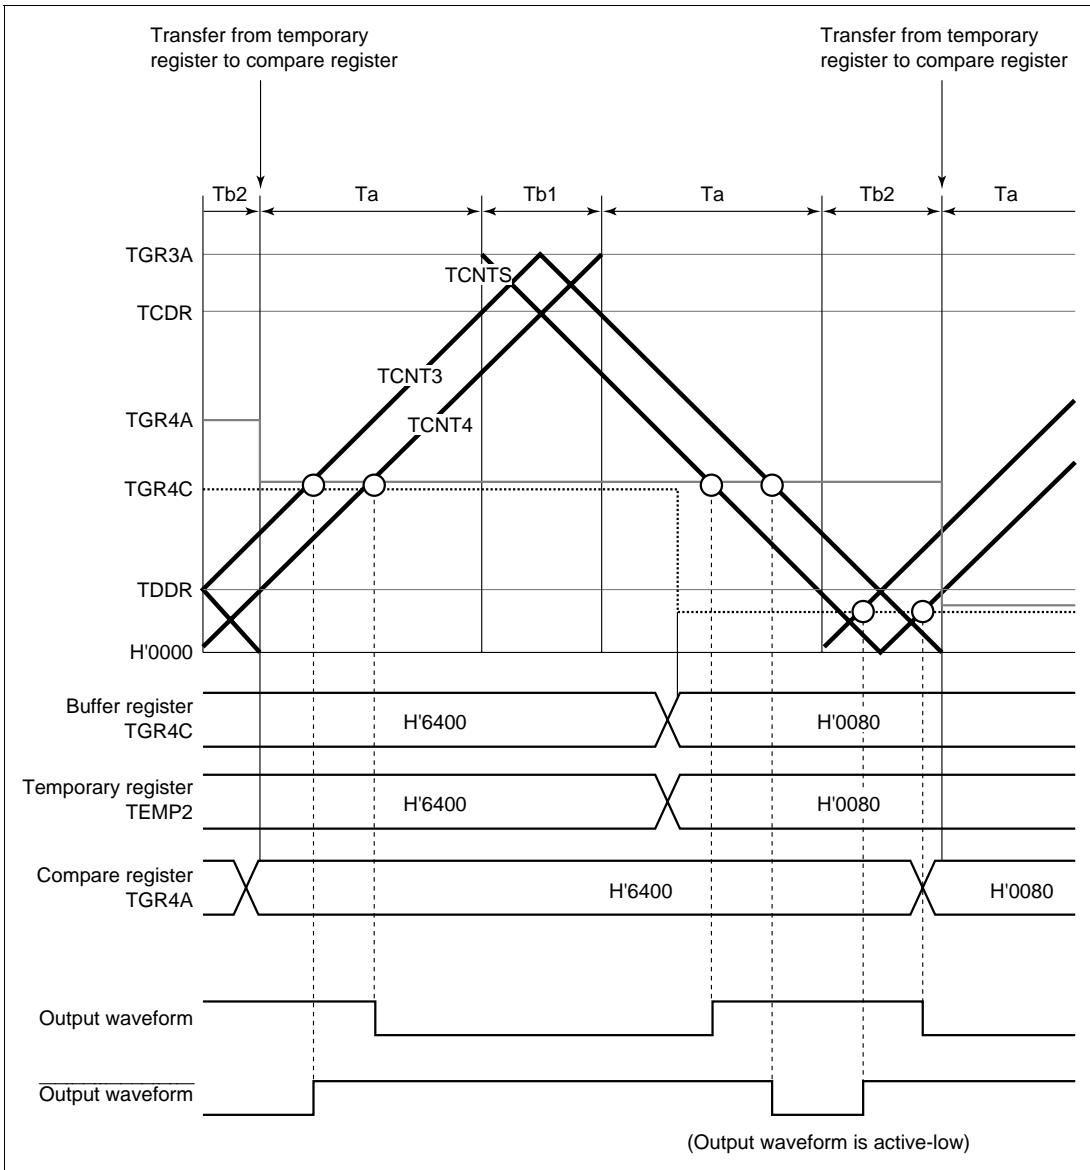 Transfer from temporary
register to compare register
Transfer from temporary
register to compare register
Tb2
Ta
Tb1
Ta
Tb2
Ta
TGR3A
TCNTS
TCDR
TCNT3
TGR4A
TCNT4
TGR4C
TDDR
H'0000
Buffer register
TGR4C
H'6400
H'0080
Temporary register
TEMP2
H'6400
H'0080
Compare register
TGR4A
H'6400
H'0080
Output waveform
Output waveform
(Output waveform is active-low)